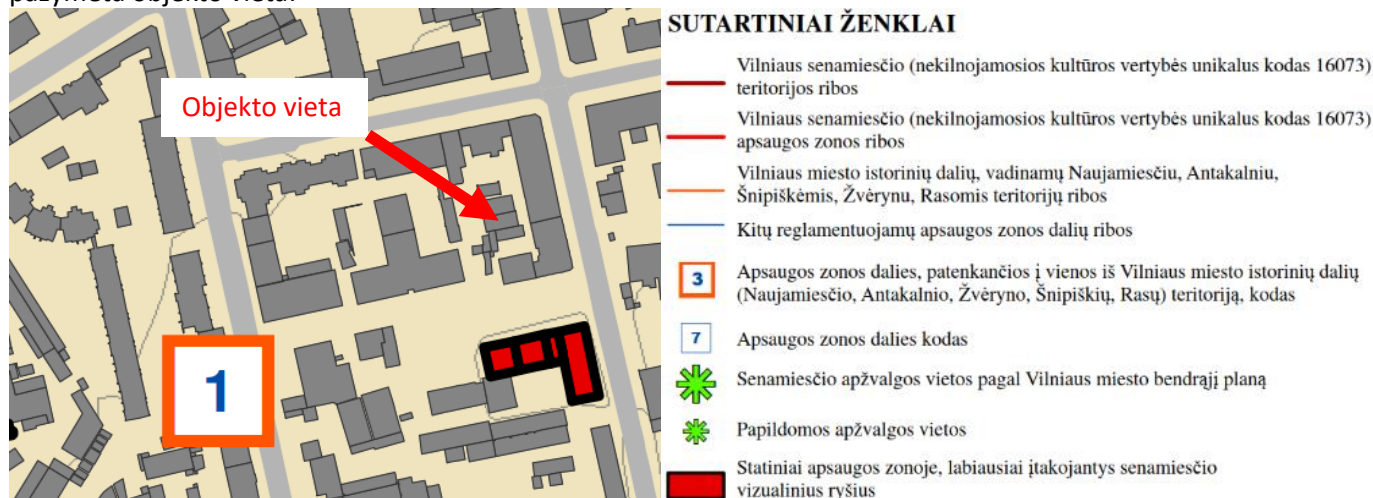 pažymėta objekto vieta.
Objekto vieta
1
SUTARTINIAI ŽENKLAI
Vilniaus senamiesčio (nekilnojamosios kultūros vertybės unikalus kodas 16073)
teritorijos ribos
Vilniaus senamiesčio (nekilnojamosios kultūros vertybės unikalus kodas 16073)
apsaugos zonos ribos
Vilniaus miesto istorinių dalių, vadinamų Naujamiesčiu, Antakalniu,
Šnipiškėmis, Žvėrynu, Rasomis teritorijų ribos
Kitų reglamentuojamų apsaugos zonos dalių ribos
3
Apsaugos zonos dalies, patenkančios į vienos iš Vilniaus miesto istorinių dalių
(Naujamiesčio, Antakalnio, Žvėryno, Šnipiškių, Rasų) teritoriją, kodas
7
Apsaugos zonos dalies kodas
Senamiesčio apžvalgos vietos pagal Vilniaus miesto bendrąjį planą
Papildomos apžvalgos vietos
Statiniai apsaugos zonoje, labiausiai įtakojantys senamiesčio
vizualinius ryšius